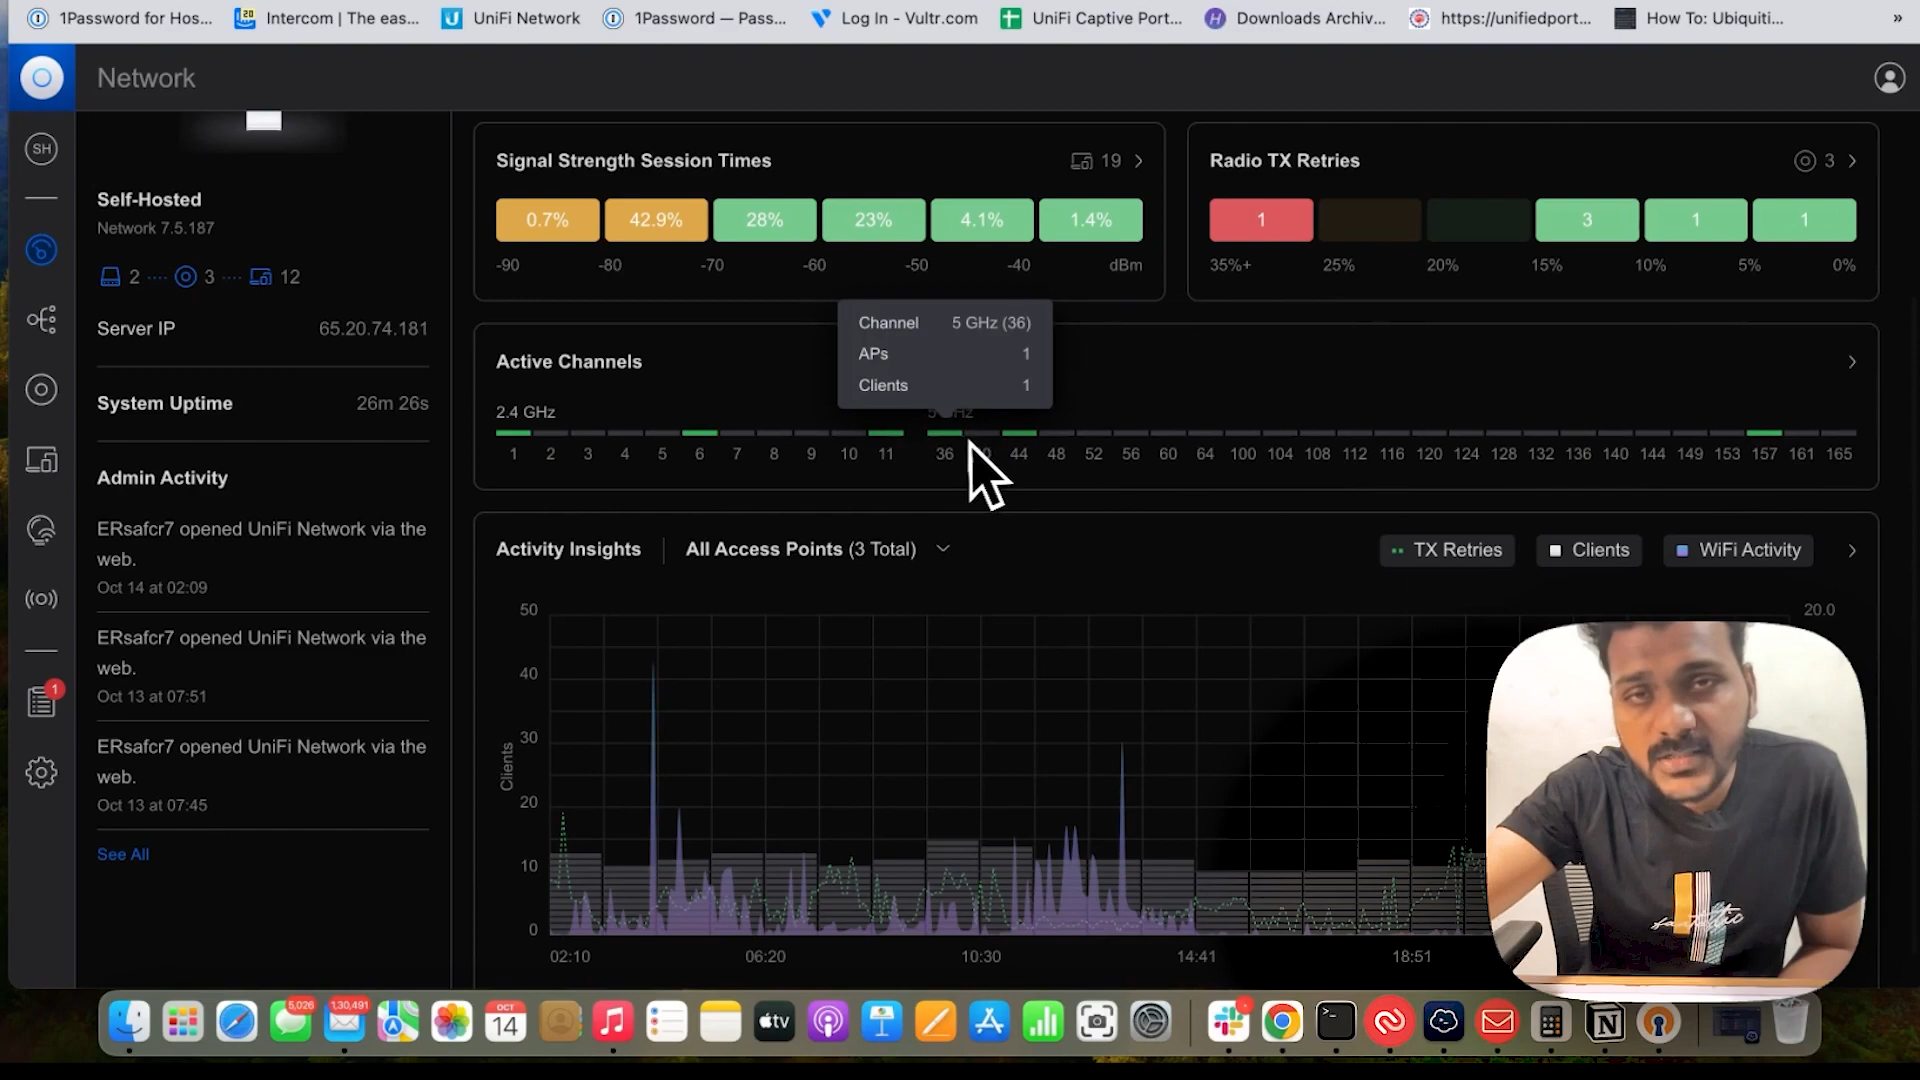 1Password for Hos...
Intercom | The eas...
UniFi Network
1Password — Pass...
Log In - Vultr.com
UniFi Captive Port...
Downloads Archiv...
https://unifiedport...
How To: Ubiquiti...
»
Network
SH
Self-Hosted
Network 7.5.187
2 3 12
Server IP 65.20.74.181
System Uptime 26m 26s
Admin Activity
ERsafcr7 opened UniFi Network via the
web.
Oct 14 at 02:09
ERsafcr7 opened UniFi Network via the
web.
Oct 13 at 07:51
ERsafcr7 opened UniFi Network via the
web.
Oct 13 at 07:45
See All
1
Signal Strength Session Times 19
0.7% 42.9% 28% 23% 4.1% 1.4%
-90 -80 -70 -60 -50 -40 dBm
Radio TX Retries 3
1 3 1 1
35%+ 25% 20% 15% 10% 5% 0%
Channel 5 GHz (36)
APs 1
Clients 1
Active Channels
2.4 GHz
1 2 3 4 5 6 7 8 9 10 11
36 44 48 52 56 60 64 100 104 108 112 116 120 124 128 132 136 140 144 149 153 157 161 165
Activity Insights All Access Points (3 Total)
TX Retries Clients WiFi Activity
50 20.0
40
30
20
10
0
Clients
02:10 06:20 10:30 14:41 18:51
5,026
1,30,491
OCT
14
tv